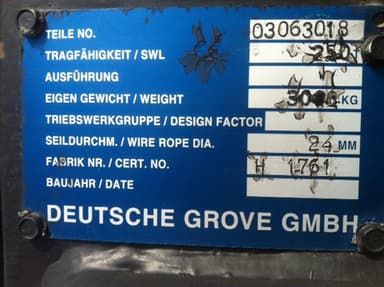 TEILE NO. 03063018
TRAGFÄHIGKEIT / SWL
AUSFÜHRUNG
EIGEN GEWICHT / WEIGHT KG
TRIEBSWERKGRUPPE / DESIGN FACTOR
SEILDURCHM. / WIRE ROPE DIA. 24 MM
FABRIK NR. / CERT. NO. H 1761
BAUJAHR / DATE
DEUTSCHE GROVE GMBH